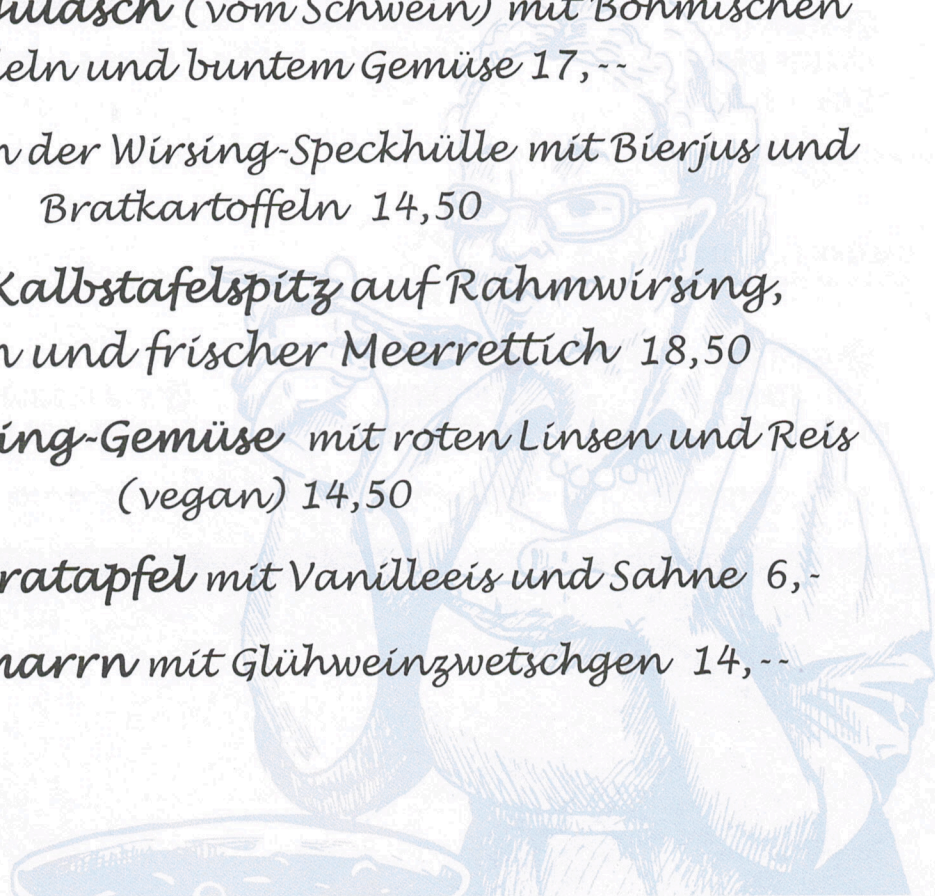 (vom Schwein) mit Böhmischen
und buntem Gemüse 17,--
der Wirsing-Speckhülle mit Bierjus und
Bratkartoffeln 14,50
Kalbstafelspitz auf Rahmwirsing,
und frischer Meerrettich 18,50
ing-Gemüse mit roten Linsen und Reis
(vegan) 14,50
ratapfel mit Vanilleeis und Sahne 6,-
mit Glühweinzwetschgen 14,--